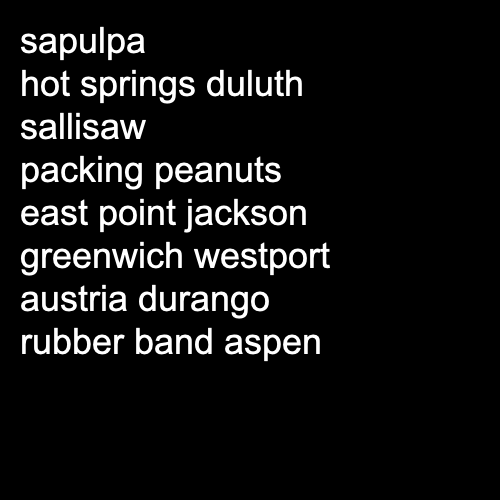 sapulpa
hot springs duluth
sallisaw
packing peanuts
east point jackson
greenwich westport
austria durango
rubber band aspen